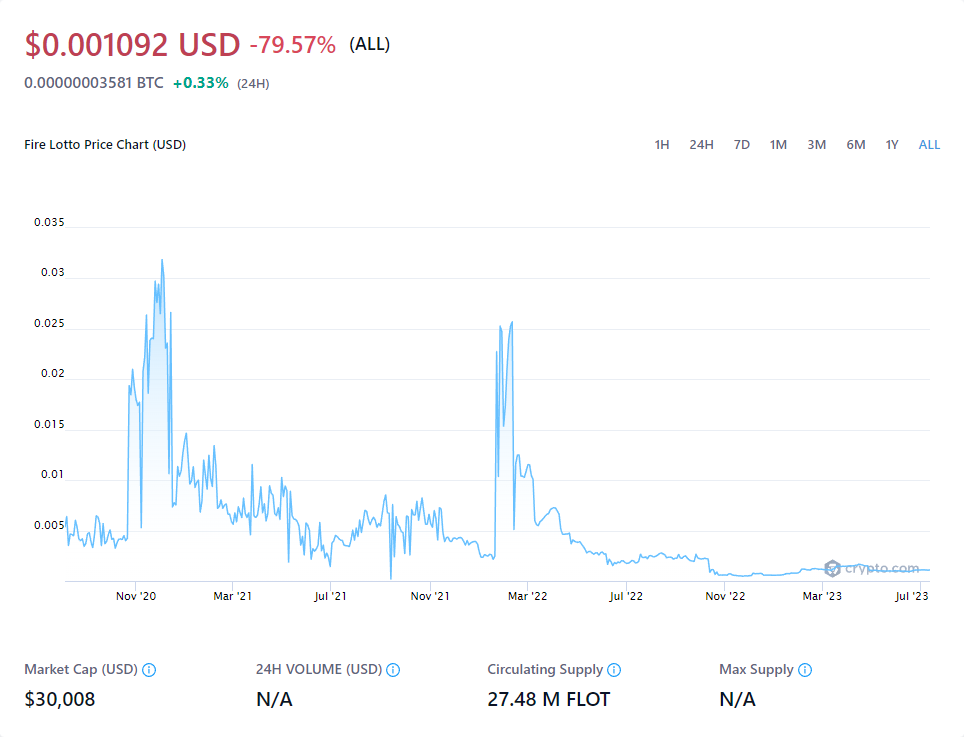 $0.001092 USD -79.57% (ALL)
0.00000003581 BTC +0.33% (24H)
Fire Lotto Price Chart (USD) 1H 24H 7D 1M 3M 6M 1Y ALL
0.035
0.03
0.025
0.02
0.015
0.01
0.005
crypto.com
Nov '20 Mar '21 Jul '21 Nov '21 Mar '22 Jul '22 Nov '22 Mar '23 Jul '23
Market Cap (USD) 24H VOLUME (USD) Circulating Supply Max Supply
$30,008 N/A 27.48 M FLOT N/A